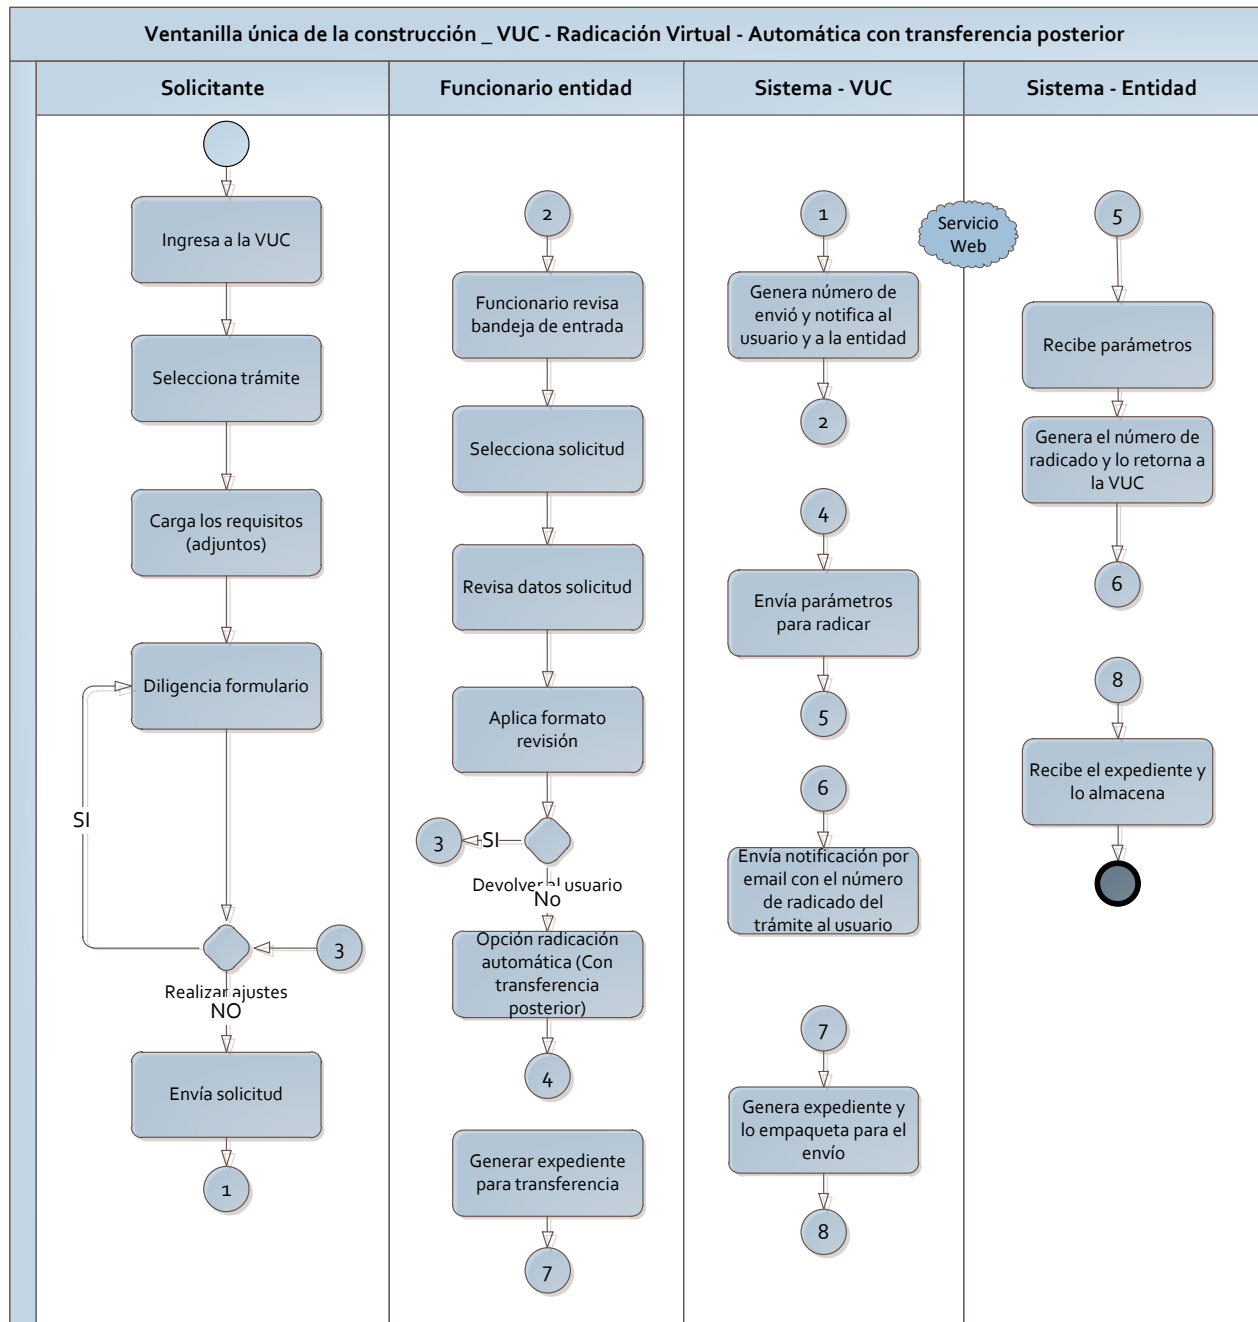 Ventanilla única de la construcción _ VUC - Radicación Virtual - Automática con transferencia posterior
Solicitante
Funcionario entidad
Sistema - VUC
Sistema - Entidad
Ingresa a la VUC
Selecciona trámite
Carga los requisitos
(adjuntos)
Diligencia formulario
SI
3
Realizar ajustes
NO
Envía solicitud
1
2
Funcionario revisa
bandeja de entrada
Selecciona solicitud
Revisa datos solicitud
Aplica formato
revisión
3
SI
Devolver al usuario
No
Opción radicación
automática (Con
transferencia
posterior)
4
Generar expediente
para transferencia
7
1
Genera número de
envió y notifica al
usuario y a la entidad
2
4
Envía parámetros
para radicar
5
6
Envía notificación por
email con el número
de radicado del
trámite al usuario
7
Genera expediente y
lo empaqueta para el
envío
8
Servicio
Web
5
Recibe parámetros
Genera el número de
radicado y lo retorna a
la VUC
6
8
Recibe el expediente y
lo almacena